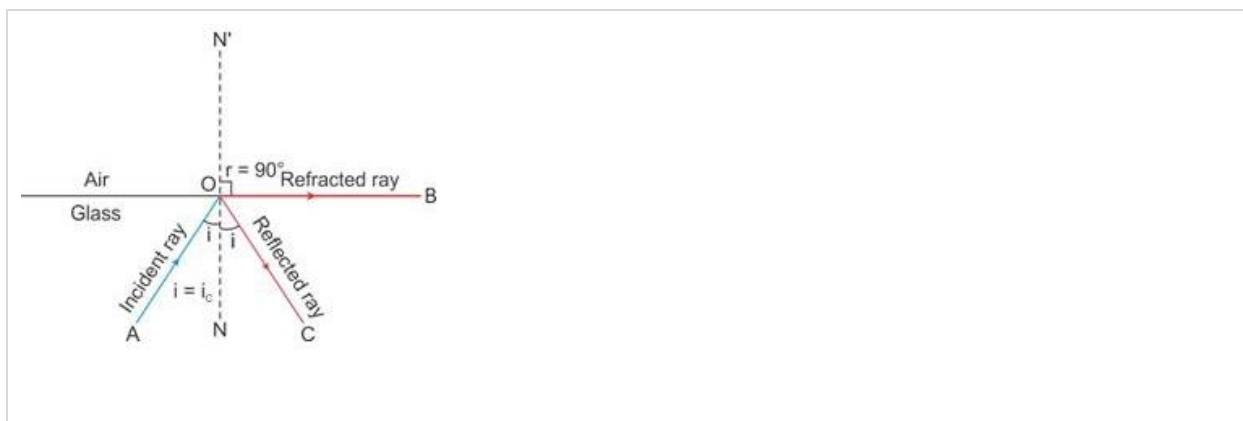 N'
r = 90°
Air
O
Refracted ray
B
Glass
i
i
Incident ray
Reflected ray
i = i꜀
A
N
C